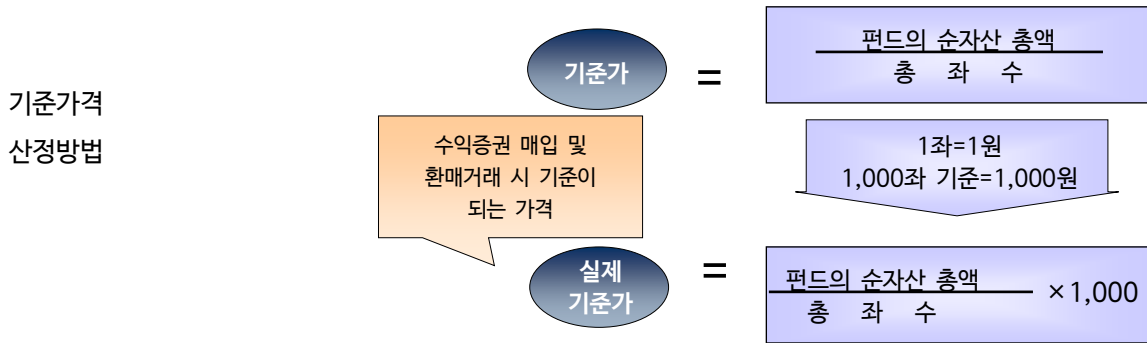 기준가격
산정방법
기준가
=
펀드의 순자산 총액
총 좌 수
수익증권 매입 및
환매거래 시 기준이
되는 가격
1좌=1원
1,000좌 기준=1,000원
실제
기준가
=
펀드의 순자산 총액
총 좌 수
×1,000